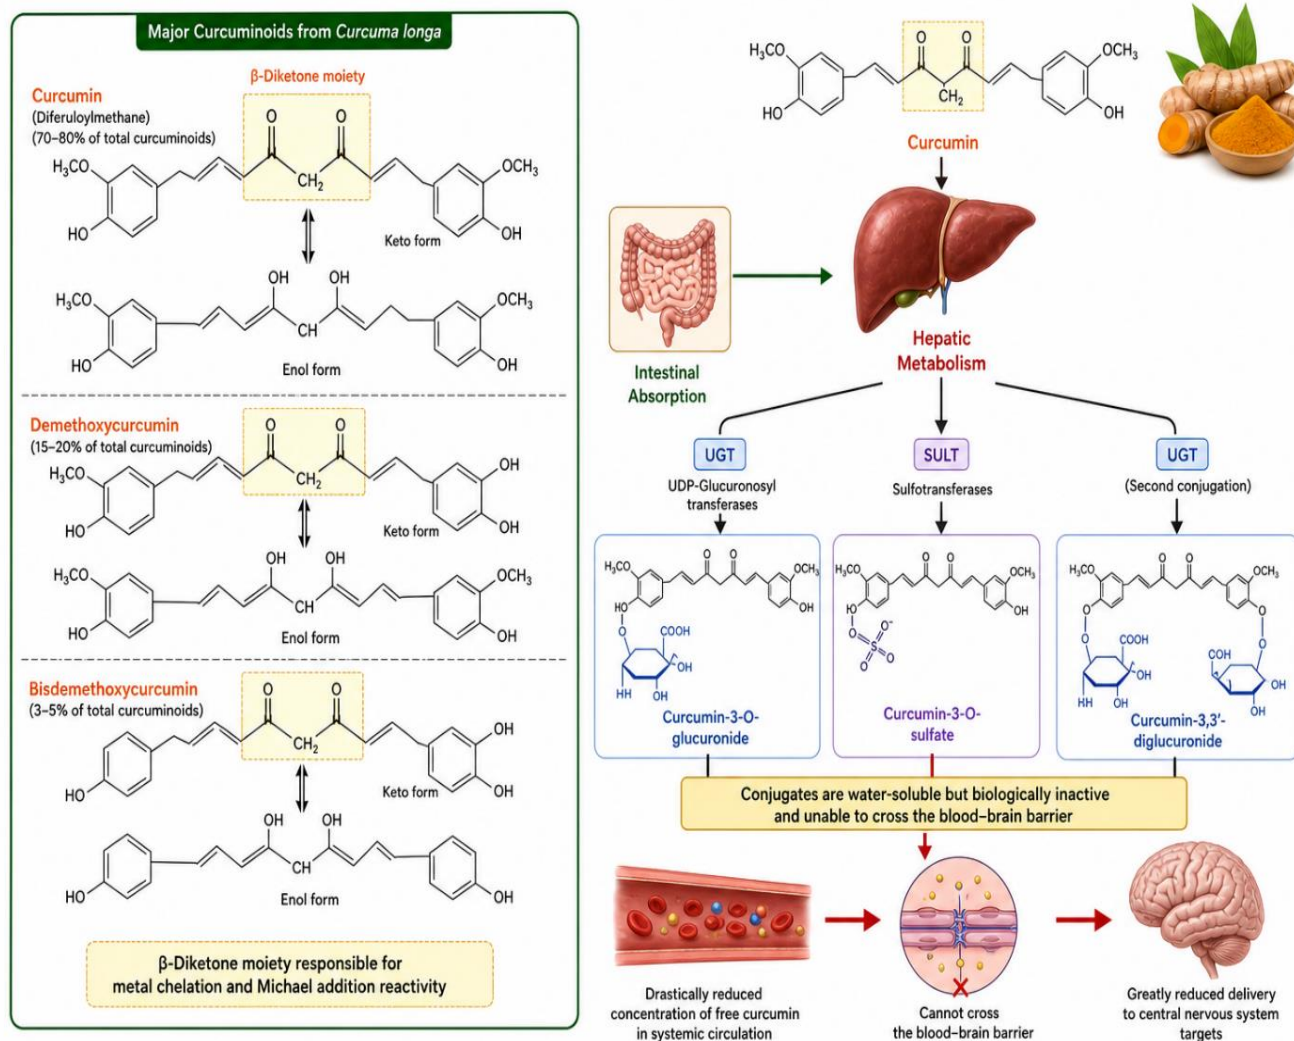 Major Curcuminoids from Curcuma longa
β-Diketone moiety
Curcumin
(Diferuloylmethane)
(70–80% of total curcuminoids)
O
O
H₃CO
CH₂
OCH₃
HO
Keto form
OH
OH
OH
H₃CO
CH
OCH₃
HO
Enol form
OH
Demethoxycurcumin
(15–20% of total curcuminoids)
O
O
H₃CO
CH₂
OH
HO
Keto form
OH
OH
OH
H₃CO
CH
OCH₃
HO
Enol form
OH
Bisdemethoxycurcumin
(3–5% of total curcuminoids)
O
O
CH₂
OH
HO
Keto form
OH
OH
OH
CH
HO
Enol form
OH
β-Diketone moiety responsible for
metal chelation and Michael addition reactivity
O
O
H₃CO
OCH₃
CH₂
HO
OH
Curcumin
Intestinal
Absorption
Hepatic
Metabolism
UGT
UDP-Glucuronosyl
transferases
SULT
Sulfotransferases
UGT
(Second conjugation)
O
O
H₃CO
OCH₃
HO
OH
O
O
COOH
OH
HH
OH
Curcumin-3-O-
glucuronide
O
O
H₃CO
OCH₃
HO
OH
O
O⁻
S
O
O
Curcumin-3-O-
sulfate
O
O
H₃CO
OCH₃
O
O
O
O
COOH
COH
OH
OH
HH
OH
OH
Curcumin-3,3'-
diglucuronide
Conjugates are water-soluble but biologically inactive
and unable to cross the blood–brain barrier
Drastically reduced
concentration of free curcumin
in systemic circulation
Cannot cross
the blood–brain barrier
Greatly reduced delivery
to central nervous system
targets